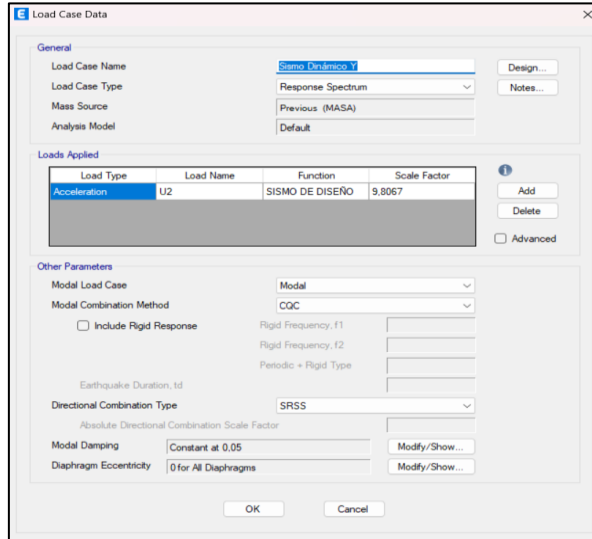 E Load Case Data
General
Load Case Name Sismo Dinámico Y Design...
Load Case Type Response Spectrum Notes...
Mass Source Previous (MASA)
Analysis Model Default
Loads Applied
Load Type Load Name Function Scale Factor
Acceleration U2 SISMO DE DISEÑO 9,8067 Add
Delete
Advanced
Other Parameters
Modal Load Case Modal
Modal Combination Method CQC
Include Rigid Response Rigid Frequency, f1
Rigid Frequency, f2
Periodic + Rigid Type
Earthquake Duration, td
Directional Combination Type SRSS
Absolute Directional Combination Scale Factor
Modal Damping Constant at 0,05 Modify/Show...
Diaphragm Eccentricity 0 for All Diaphragms Modify/Show...
OK Cancel